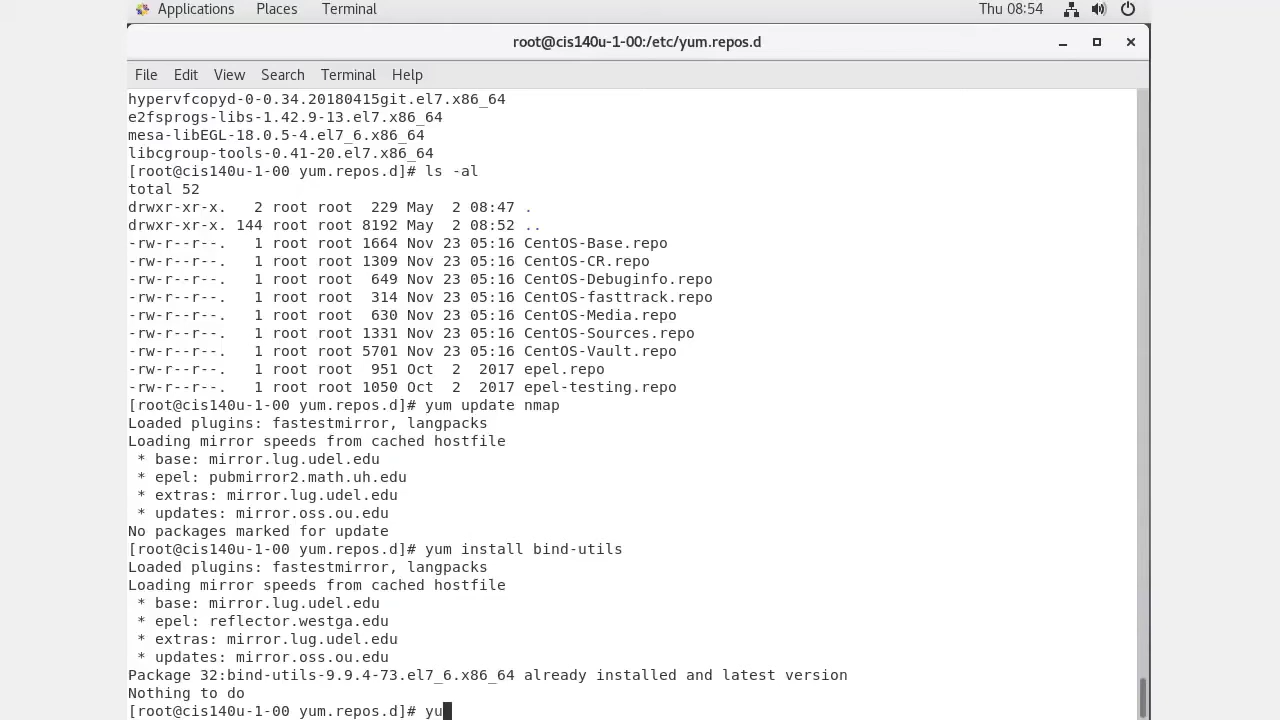 Applications Places Terminal Thu 08:54
root@cis140u-1-00:/etc/yum.repos.d
File Edit View Search Terminal Help
hypervfcopyd-0-0.34.20180415git.el7.x86_64
e2fsprogs-libs-1.42.9-13.el7.x86_64
mesa-libEGL-18.0.5-4.el7_6.x86_64
libcgroup-tools-0.41-20.el7.x86_64
[root@cis140u-1-00 yum.repos.d]# ls -al
total 52
drwxr-xr-x.   2 root root  229 May  2 08:47 .
drwxr-xr-x. 144 root root 8192 May  2 08:52 ..
-rw-r--r--.   1 root root 1664 Nov 23 05:16 CentOS-Base.repo
-rw-r--r--.   1 root root 1309 Nov 23 05:16 CentOS-CR.repo
-rw-r--r--.   1 root root  649 Nov 23 05:16 CentOS-Debuginfo.repo
-rw-r--r--.   1 root root  314 Nov 23 05:16 CentOS-fasttrack.repo
-rw-r--r--.   1 root root  630 Nov 23 05:16 CentOS-Media.repo
-rw-r--r--.   1 root root 1331 Nov 23 05:16 CentOS-Sources.repo
-rw-r--r--.   1 root root 5701 Nov 23 05:16 CentOS-Vault.repo
-rw-r--r--.   1 root root  951 Oct  2  2017 epel.repo
-rw-r--r--.   1 root root 1050 Oct  2  2017 epel-testing.repo
[root@cis140u-1-00 yum.repos.d]# yum update nmap
Loaded plugins: fastestmirror, langpacks
Loading mirror speeds from cached hostfile
 * base: mirror.lug.udel.edu
 * epel: pubmirror2.math.uh.edu
 * extras: mirror.lug.udel.edu
 * updates: mirror.oss.ou.edu
No packages marked for update
[root@cis140u-1-00 yum.repos.d]# yum install bind-utils
Loaded plugins: fastestmirror, langpacks
Loading mirror speeds from cached hostfile
 * base: mirror.lug.udel.edu
 * epel: reflector.westga.edu
 * extras: mirror.lug.udel.edu
 * updates: mirror.oss.ou.edu
Package 32:bind-utils-9.9.4-73.el7_6.x86_64 already installed and latest version
Nothing to do
[root@cis140u-1-00 yum.repos.d]# yu